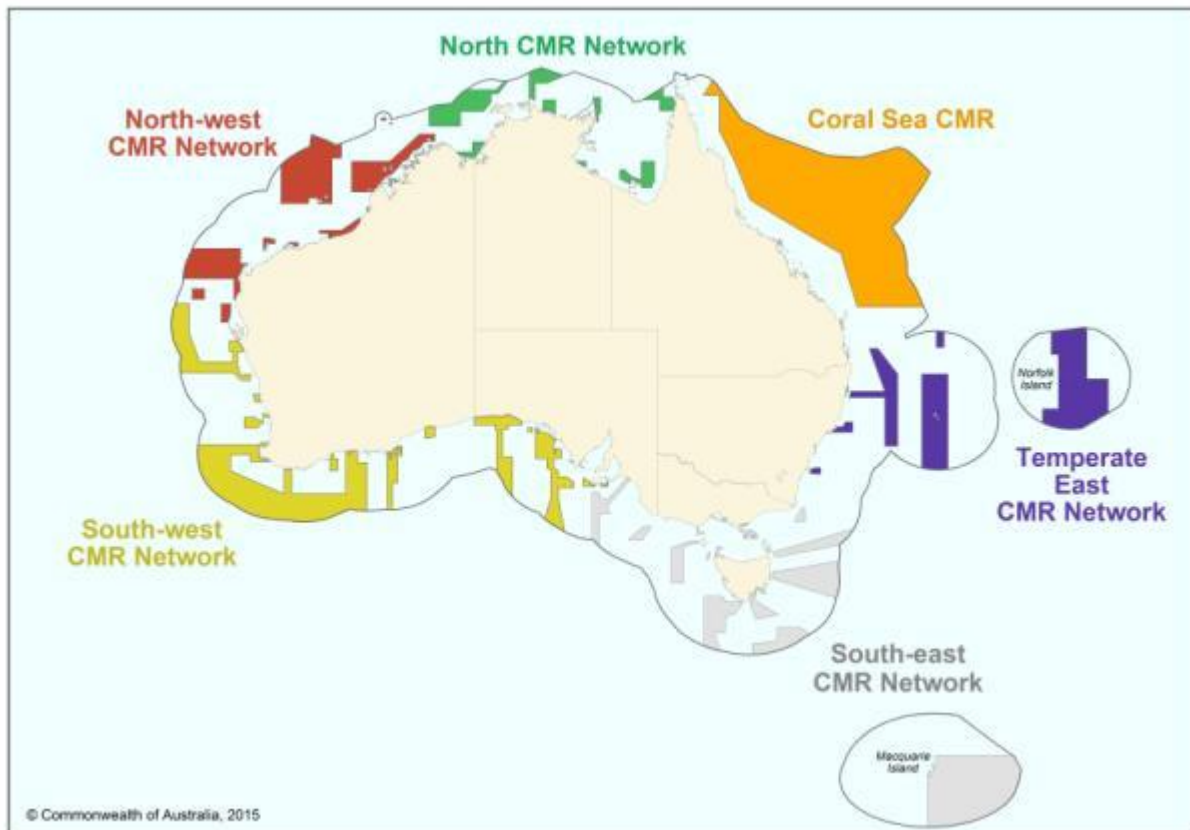 North CMR Network
North-west
CMR Network
Coral Sea CMR
Norfolk
Island
Temperate
East
CMR Network
South-west
CMR Network
South-east
CMR Network
Macquarie
Island
© Commonwealth of Australia, 2015